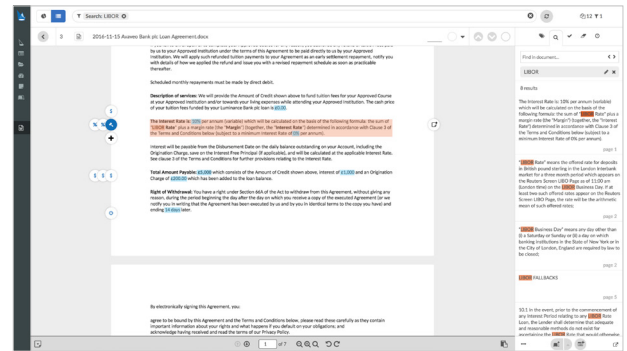 Searches: LIBOR
12 1
3 2016-11-15 Avaveo Bank plc Loan Agreement.docx
by us to your Approved Institution under the terms of this Agreement to be paid directly to us by your Approved
Institution. We will apply such refunded tuition payments to your Agreement as an early settlement repayment, notify you
with details of how we applied the refund and issue you with a revised repayment schedule as soon as practicable
thereafter.
Scheduled monthly repayments must be made by direct debit.
Description of services: We will provide the Amount of Credit shown above to fund tuition fees for your Approved Course
at your Approved Institution and/or towards your living expenses while attending your Approved Institution. The cash price
of your tuition fees funded by your Luminance Bank plc loan is £0.00.
The Interest Rate is: 10% per annum (variable) which will be calculated on the basis of the following formula: the sum of
"LIBOR Rate" plus a margin (the "Margin") (together, the "Interest Rate") determined in accordance with Clause 3 of
the Terms and Conditions below (subject to a minimum Interest Rate of 0% per annum).
Interest will be payable from the Disbursement Date on the daily balance outstanding on your Account, including the
Origination Charge, save on the Interest Free Principal (if applicable), and will be calculated at the applicable Interest Rate.
See clause 3 of the Terms and Conditions for further provisions relating to the Interest Rate.
Total Amount Payable: £5,000 which consists of the Amount of Credit shown above, interest of £1,000 and an Origination
Charge of £200.00 which has been added to the loan balance.
Right of Withdrawal: You have a right under Section 66A of the Act to withdraw from this Agreement, without giving any
reason, during the period beginning the day after the day on which you receive a copy of the executed Agreement (or we
notify you in writing that the Agreement has been executed by us and by you in identical terms to the copy you have) and
ending 14 days later.
By electronically signing this Agreement, you:
agree to be bound by this Agreement and the Terms and Conditions below, please read these carefully as they contain
important information about your rights and what happens if you default on your obligations; and
acknowledge having received and read the terms of our Privacy Policy.
1 of 7
Find in document...
LIBOR
8 results
The Interest Rate is: 10% per annum (variable)
which will be calculated on the basis of the
following formula: the sum of "LIBOR Rate" plus a
margin (the "Margin") (together, the "Interest
Rate") determined in accordance with Clause 3 of
the Terms and Conditions below (subject to a
minimum Interest Rate of 0% per annum).
page 1
"LIBOR Rate" means the offered rate for deposits
in British pound sterling in the London Interbank
market for a three month period which appears on
the Reuters Screen LIBO Page as of 11.00 am
(London time) on the LIBOR Business Day; if at
least two such offered rates appear on the Reuters
Screen LIBO Page, the rate will be the arithmetic
mean of such offered rates;
page 2
"LIBOR Business Day" means any day other than
(i) a Saturday or Sunday or (ii) a day on which
banking institutions in the State of New York or in
the City of London, England are required by law to
be closed;
page 2
LIBOR FALLBACKS
page 5
10.1 In the event, prior to the commencement of
any Interest Period relating to any LIBOR Rate
Loan, the Lender shall determine that adequate
and reasonable methods do not exist for
ascertaining the LIBOR Rate that would otherwise